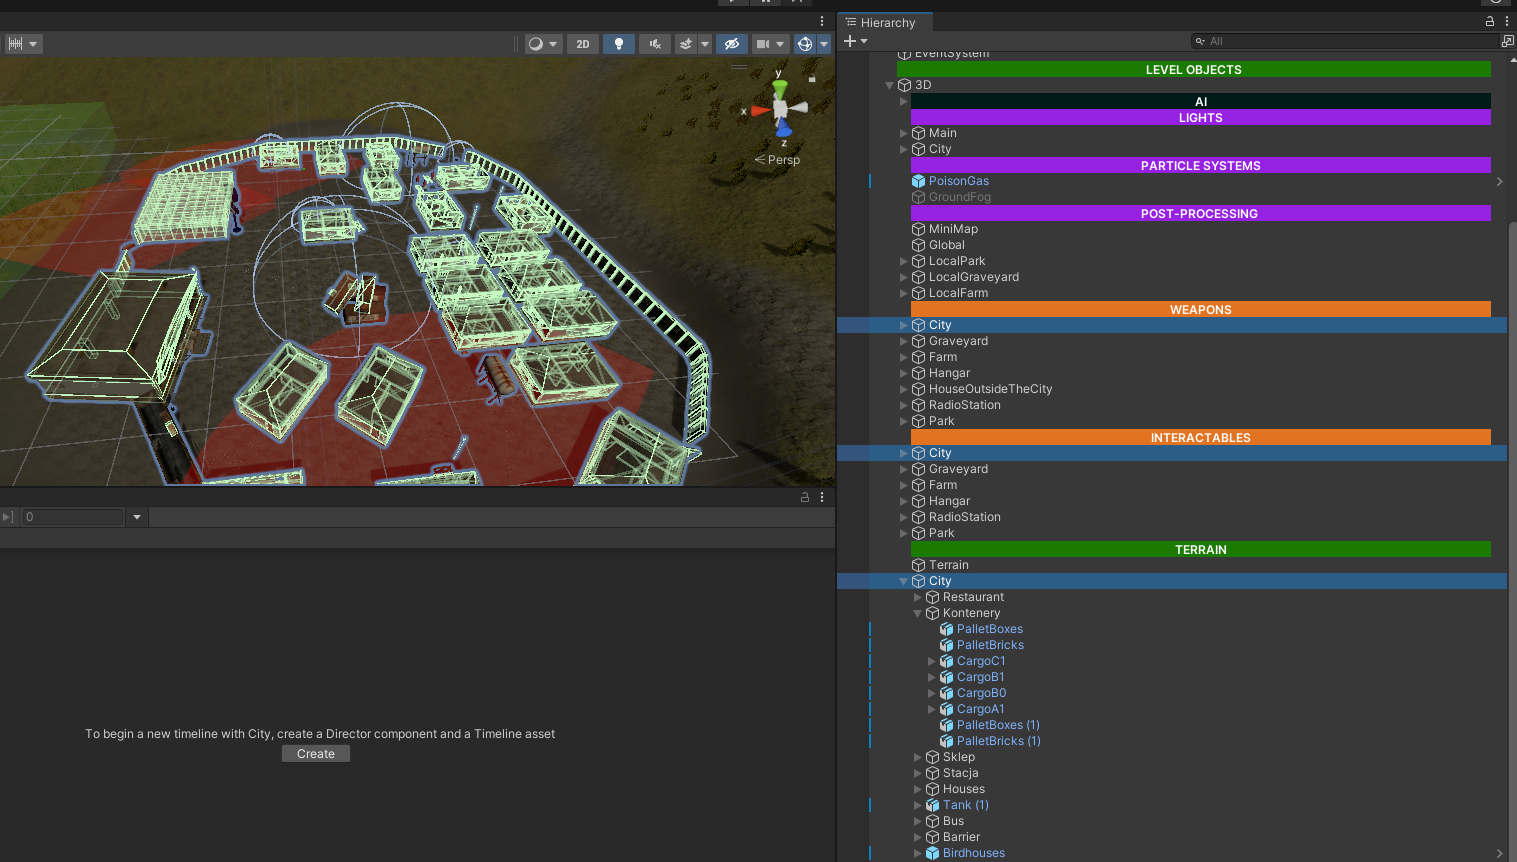 Hierarchy
2D
All
y
x
z
Persp
EventSystem
LEVEL OBJECTS
3D
AI
LIGHTS
Main
City
PARTICLE SYSTEMS
PoisonGas
GroundFog
POST-PROCESSING
MiniMap
Global
LocalPark
LocalGraveyard
LocalFarm
WEAPONS
City
Graveyard
Farm
Hangar
HouseOutsideTheCity
RadioStation
Park
INTERACTABLES
City
Graveyard
Farm
Hangar
RadioStation
Park
TERRAIN
Terrain
City
Restaurant
Kontenery
PalletBoxes
PalletBricks
CargoC1
CargoB1
CargoB0
CargoA1
PalletBoxes (1)
PalletBricks (1)
Sklep
Stacja
Houses
Tank (1)
Bus
Barrier
Birdhouses
0
To begin a new timeline with City, create a Director component and a Timeline asset
Create